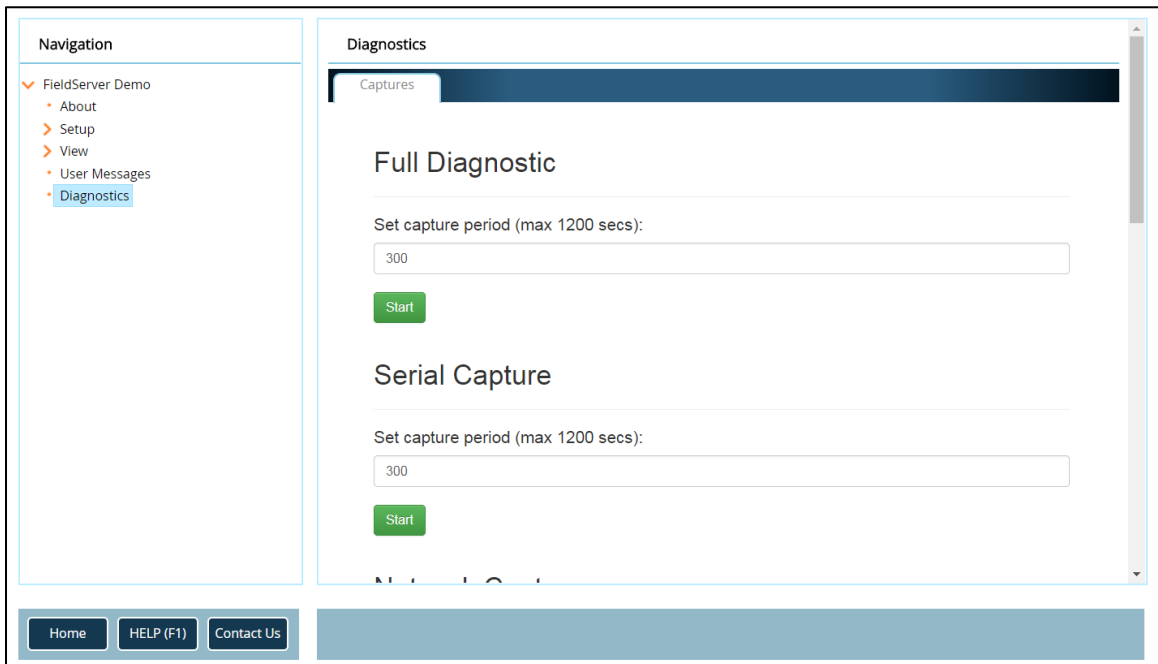 Navigation
FieldServer Demo
About
Setup
View
User Messages
Diagnostics
Diagnostics
Captures
Full Diagnostic
Set capture period (max 1200 secs):
300
Start
Serial Capture
Set capture period (max 1200 secs):
300
Start
Home
HELP (F1)
Contact Us